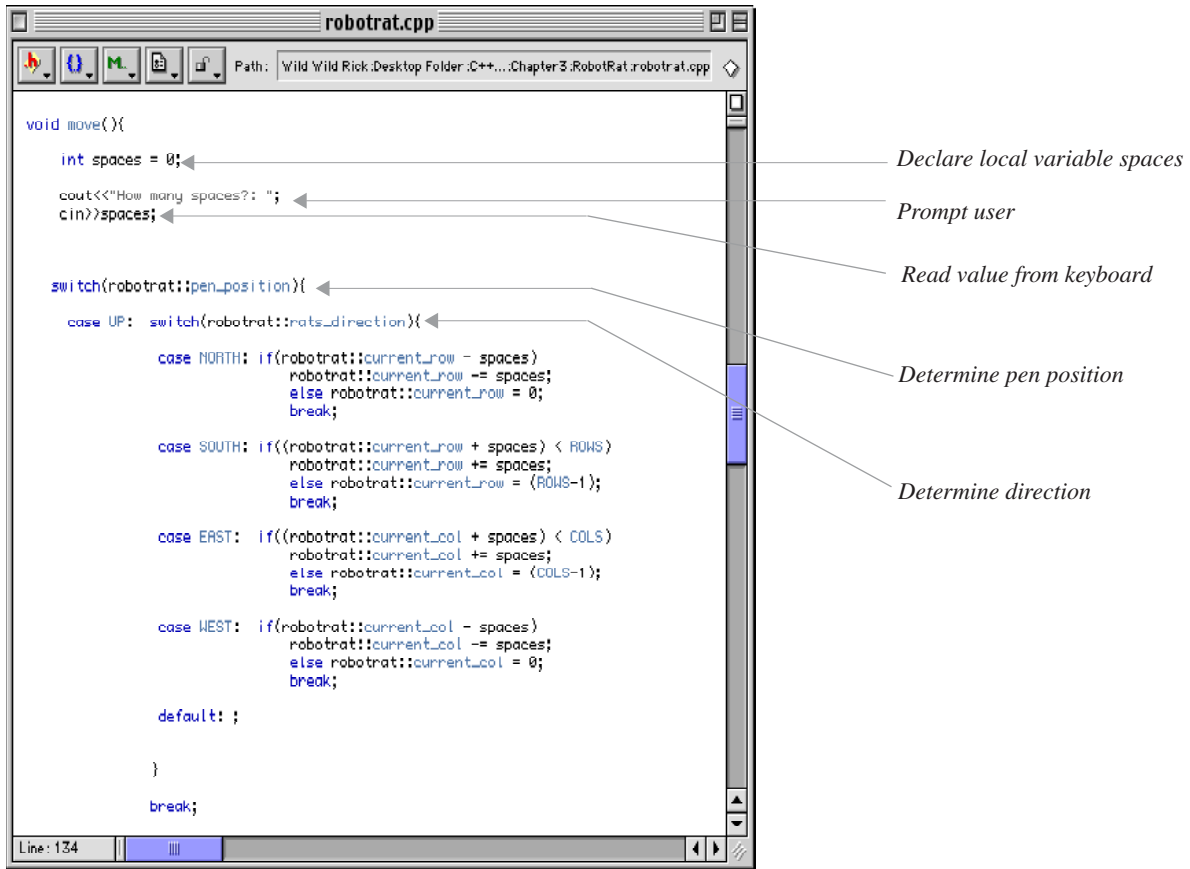 robotrat.cpp
M.
Path: Wild Wild Rick:Desktop Folder:C++...:Chapter3:RobotRat:robotrat.cpp
void move(){
int spaces = 0;
cout<<"How many spaces?: ";
cin>>spaces;
switch(robotrat::pen_position){
case UP: switch(robotrat::rats_direction){
case NORTH: if(robotrat::current_row - spaces)
robotrat::current_row -= spaces;
else robotrat::current_row = 0;
break;
case SOUTH: if((robotrat::current_row + spaces) < ROWS)
robotrat::current_row += spaces;
else robotrat::current_row = (ROWS-1);
break;
case EAST: if((robotrat::current_col + spaces) < COLS)
robotrat::current_col += spaces;
else robotrat::current_col = (COLS-1);
break;
case WEST: if(robotrat::current_col - spaces)
robotrat::current_col -= spaces;
else robotrat::current_col = 0;
break;
default: ;
}
break;
Line: 134
Declare local variable spaces
Prompt user
Read value from keyboard
Determine pen position
Determine direction